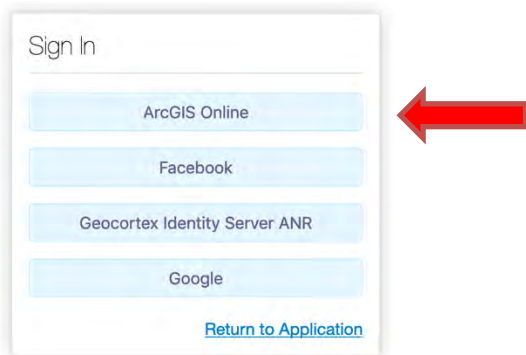 Sign In
ArcGIS Online
Facebook
Geocortex Identity Server ANR
Google
Return to Application